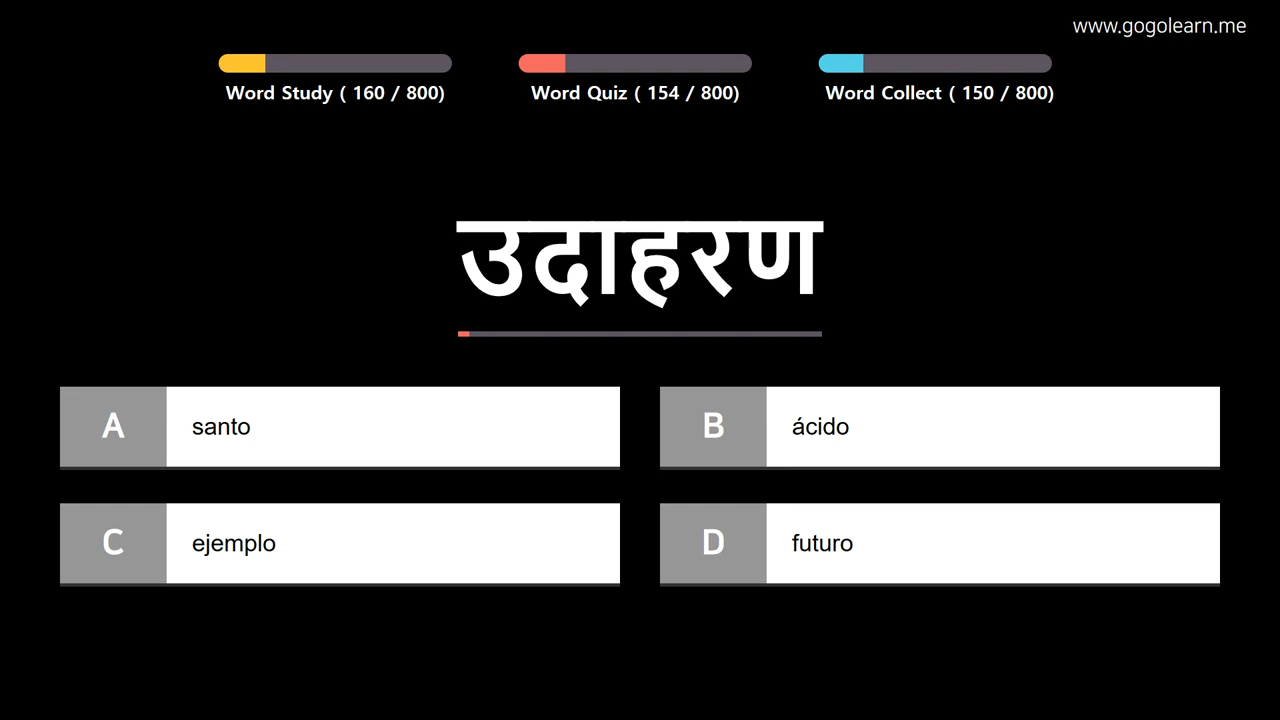 www.gogolearn.me
Word Study ( 160 / 800)
Word Quiz ( 154 / 800)
Word Collect ( 150 / 800)
उदाहरण
A santo
B ácido
C ejemplo
D futuro